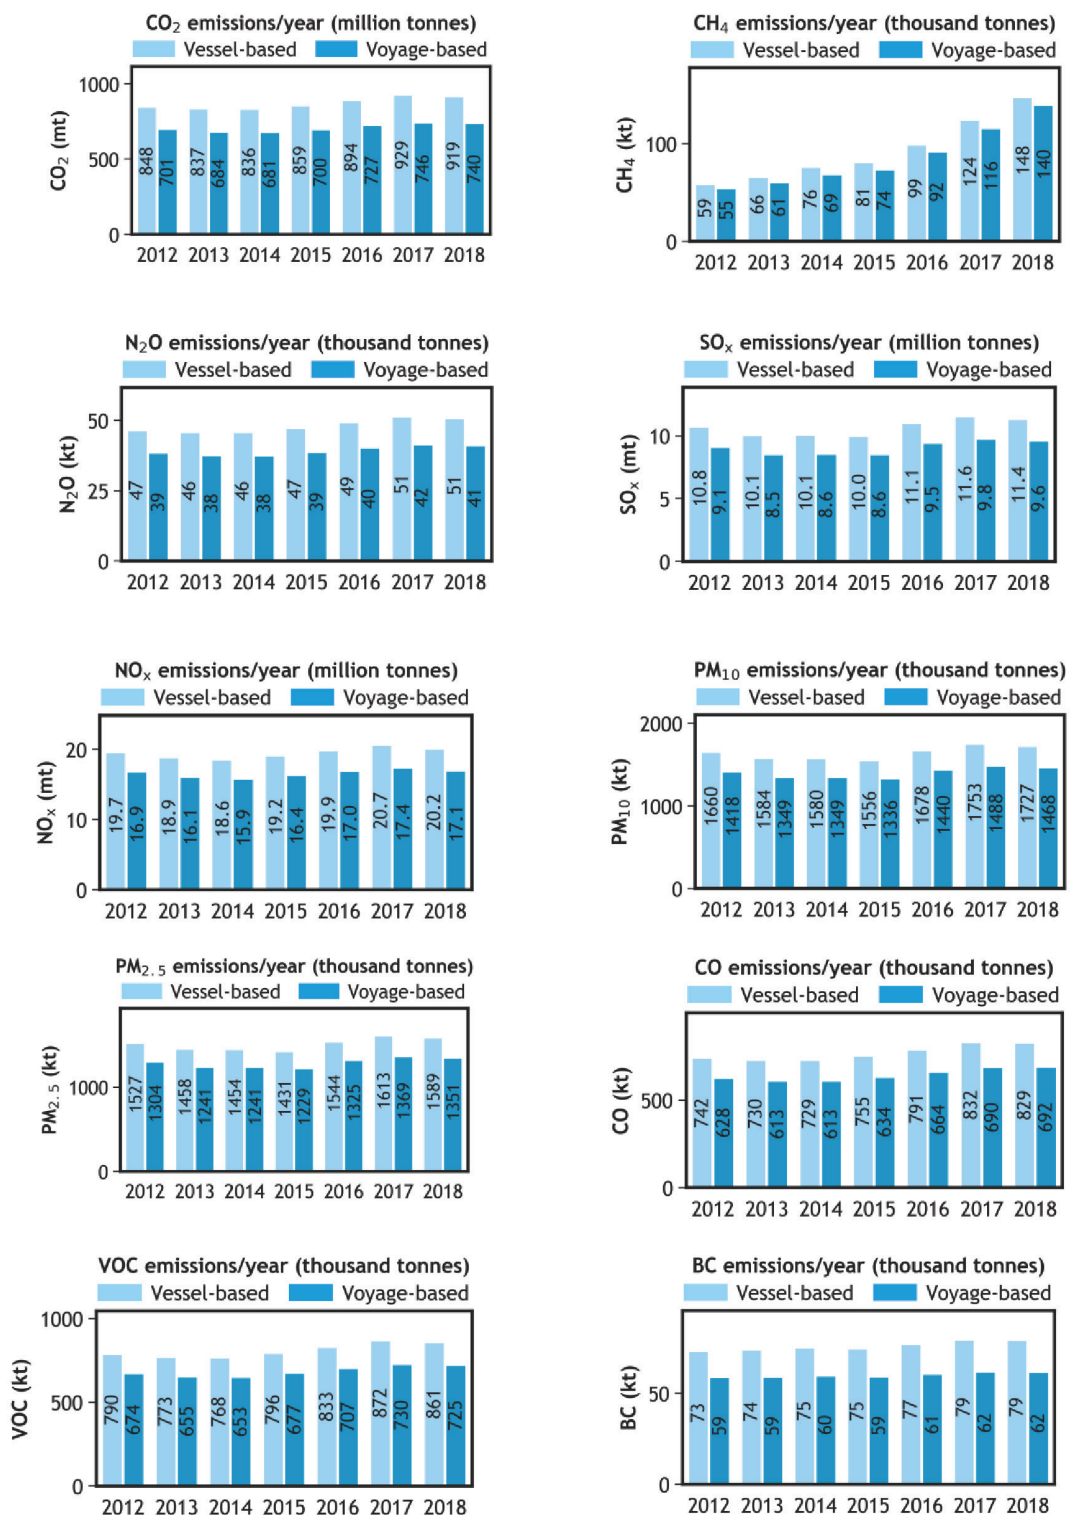 CO₂ emissions/year (million tonnes)
Vessel-based Voyage-based
CO₂ (mt)
1000
500
0
848 701 837 684 836 681 859 700 894 727 929 746 919 740
2012 2013 2014 2015 2016 2017 2018
CH₄ emissions/year (thousand tonnes)
Vessel-based Voyage-based
CH₄ (kt)
100
0
59 55 66 61 76 69 81 74 99 92 124 116 148 140
2012 2013 2014 2015 2016 2017 2018
N₂O emissions/year (thousand tonnes)
Vessel-based Voyage-based
N₂O (kt)
50
25
0
47 39 46 38 46 38 47 39 49 40 51 42 51 41
2012 2013 2014 2015 2016 2017 2018
SOₓ emissions/year (million tonnes)
Vessel-based Voyage-based
SOₓ (mt)
10
5
0
10.8 9.1 10.1 8.5 10.1 8.6 10.0 8.6 11.1 9.5 11.6 9.8 11.4 9.6
2012 2013 2014 2015 2016 2017 2018
NOₓ emissions/year (million tonnes)
Vessel-based Voyage-based
NOₓ (mt)
20
10
0
19.7 16.9 18.9 16.1 18.6 15.9 19.2 16.4 19.9 17.0 20.7 17.4 20.2 17.1
2012 2013 2014 2015 2016 2017 2018
PM₁₀ emissions/year (thousand tonnes)
Vessel-based Voyage-based
PM₁₀ (kt)
2000
1000
0
1660 1418 1584 1349 1580 1349 1556 1336 1678 1440 1753 1488 1727 1468
2012 2013 2014 2015 2016 2017 2018
PM₂.₅ emissions/year (thousand tonnes)
Vessel-based Voyage-based
PM₂.₅ (kt)
1000
0
1527 1304 1458 1241 1454 1241 1431 1229 1544 1325 1613 1369 1589 1351
2012 2013 2014 2015 2016 2017 2018
CO emissions/year (thousand tonnes)
Vessel-based Voyage-based
CO (kt)
500
0
742 628 730 613 729 613 755 634 791 664 832 690 829 692
2012 2013 2014 2015 2016 2017 2018
VOC emissions/year (thousand tonnes)
Vessel-based Voyage-based
VOC (kt)
1000
500
0
790 674 773 655 768 653 796 677 833 707 872 730 861 725
2012 2013 2014 2015 2016 2017 2018
BC emissions/year (thousand tonnes)
Vessel-based Voyage-based
BC (kt)
50
0
73 59 74 59 75 60 75 59 77 61 79 62 79 62
2012 2013 2014 2015 2016 2017 2018